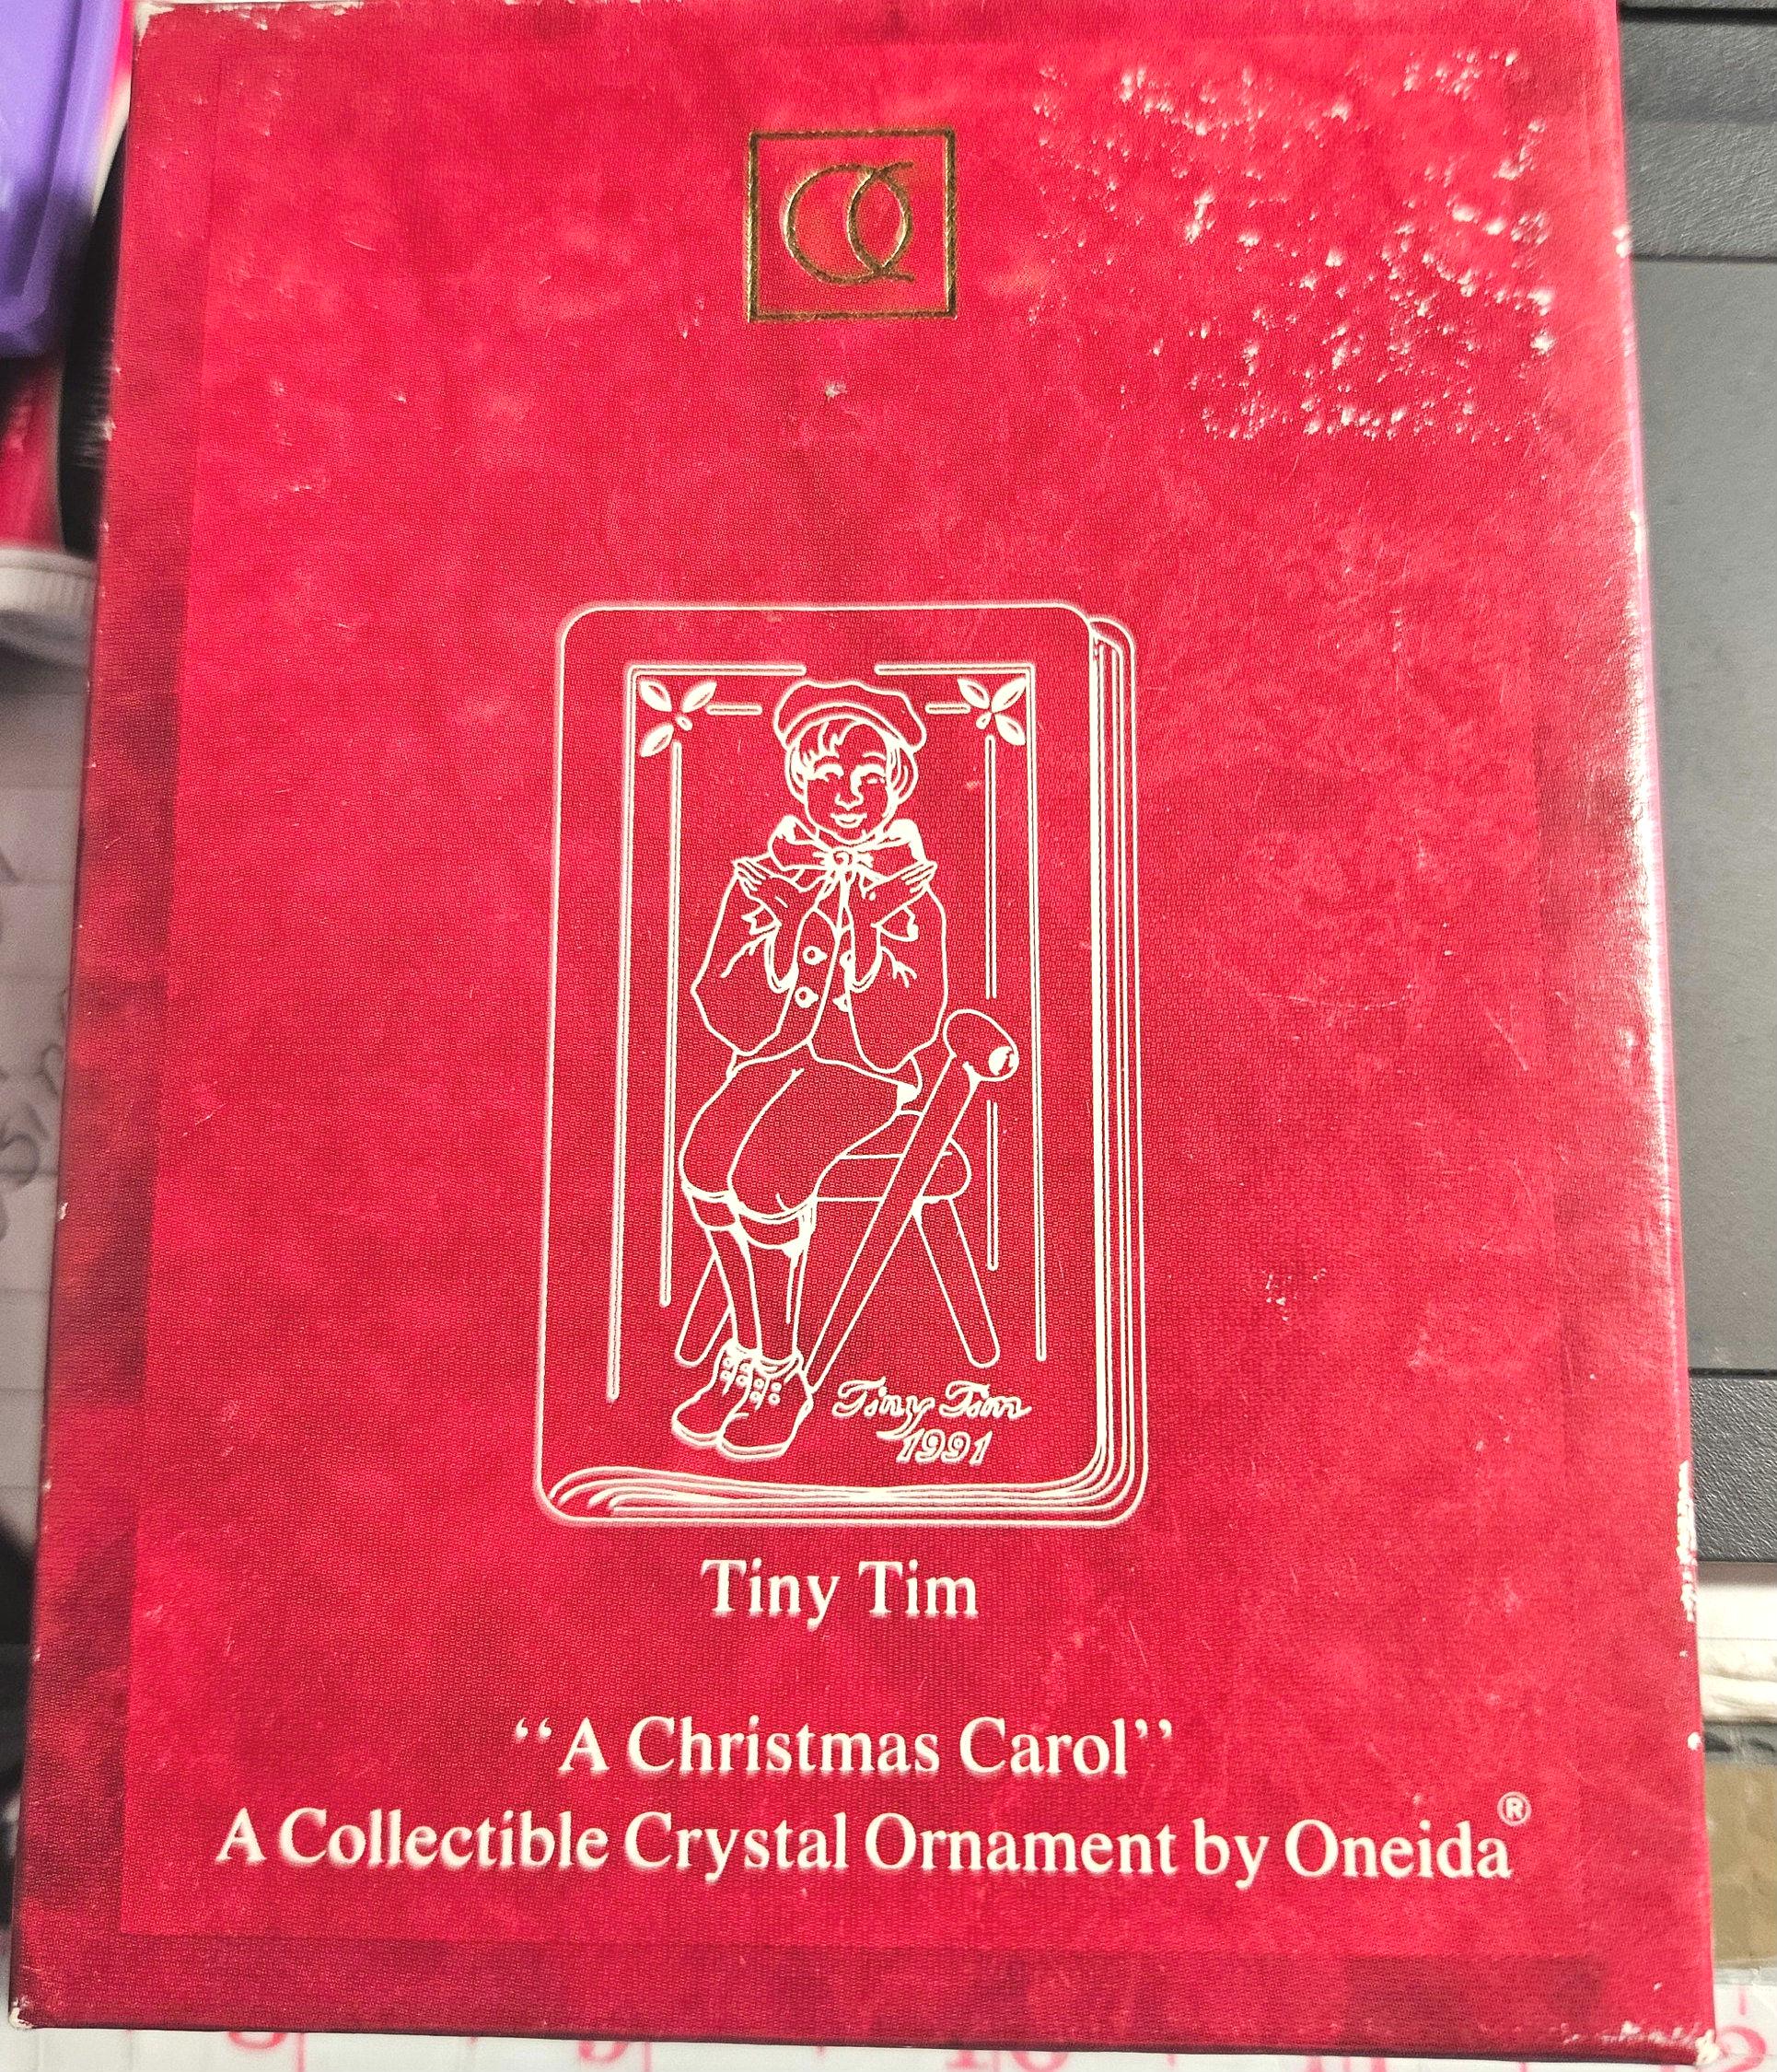 Tiny Tim
1991
Tiny Tim
“A Christmas Carol”
A Collectible Crystal Ornament by Oneida®